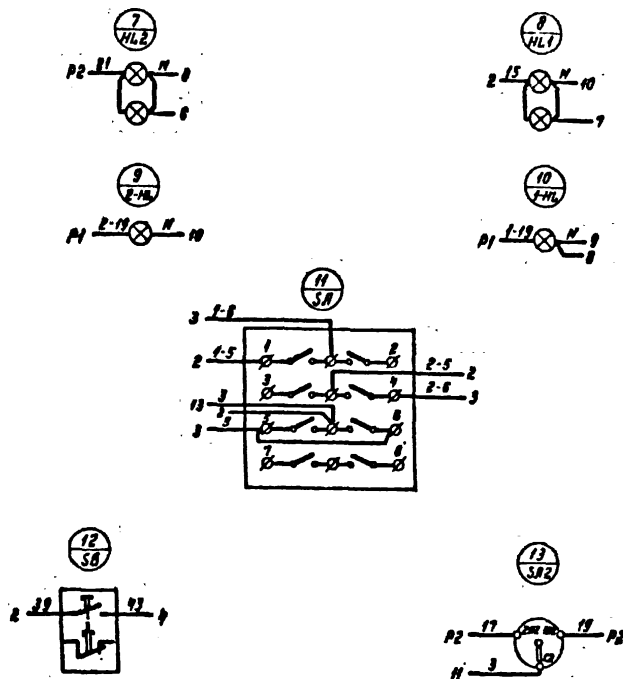 7
HL2
P2 21 N 8
6
8
HL1
2 15 N 10
7
9
2-HL
P1 2-19 N 10
10
1-HL
P1 1-19 N 9
8
11
SA
3 1-6
2 1-5 1 2
2-5 2
3 4 2-6 3
13 3
3 5 5 6
7 8
12
SB
2 39 43 4
13
SA2
P2 17 19 P2
11 3